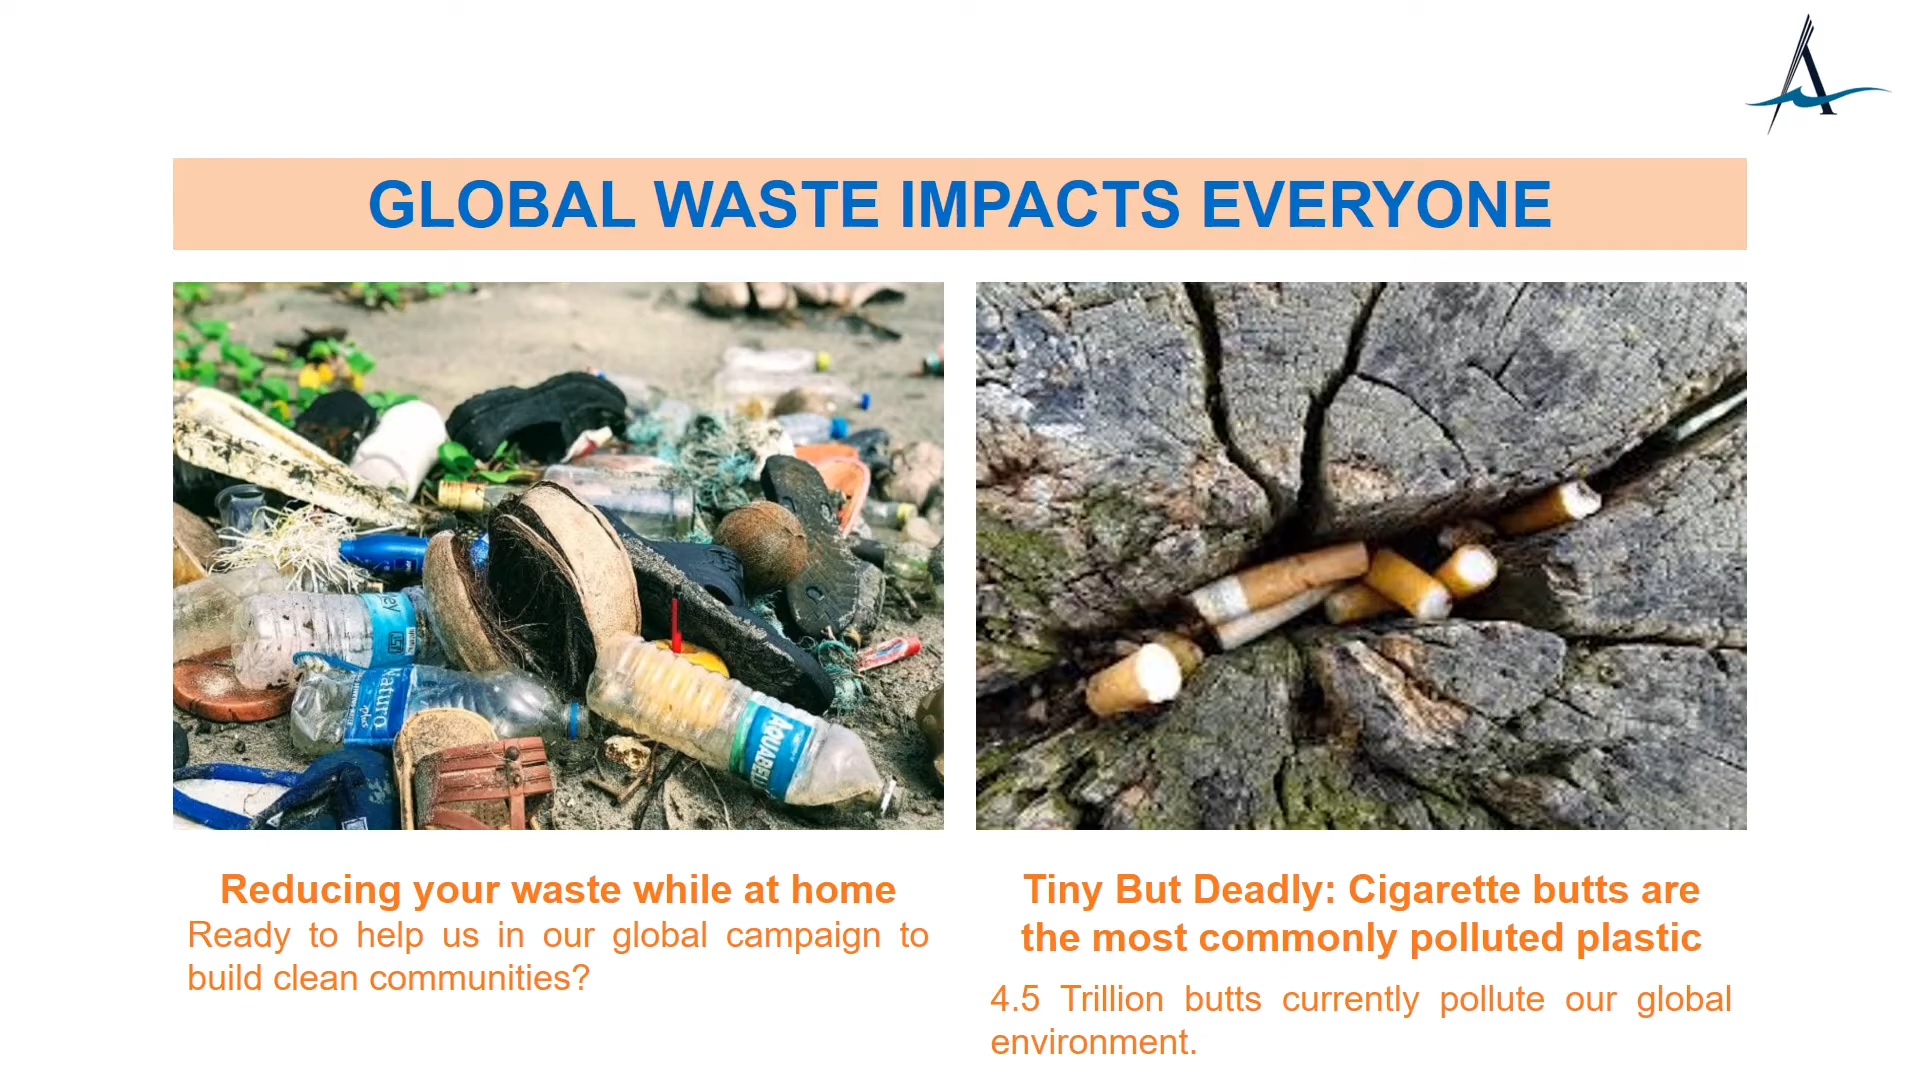 GLOBAL WASTE IMPACTS EVERYONE
Naturo
AQUABEL
Reducing your waste while at home
Ready to help us in our global campaign to
build clean communities?
Tiny But Deadly: Cigarette butts are
the most commonly polluted plastic
4.5 Trillion butts currently pollute our global
environment.